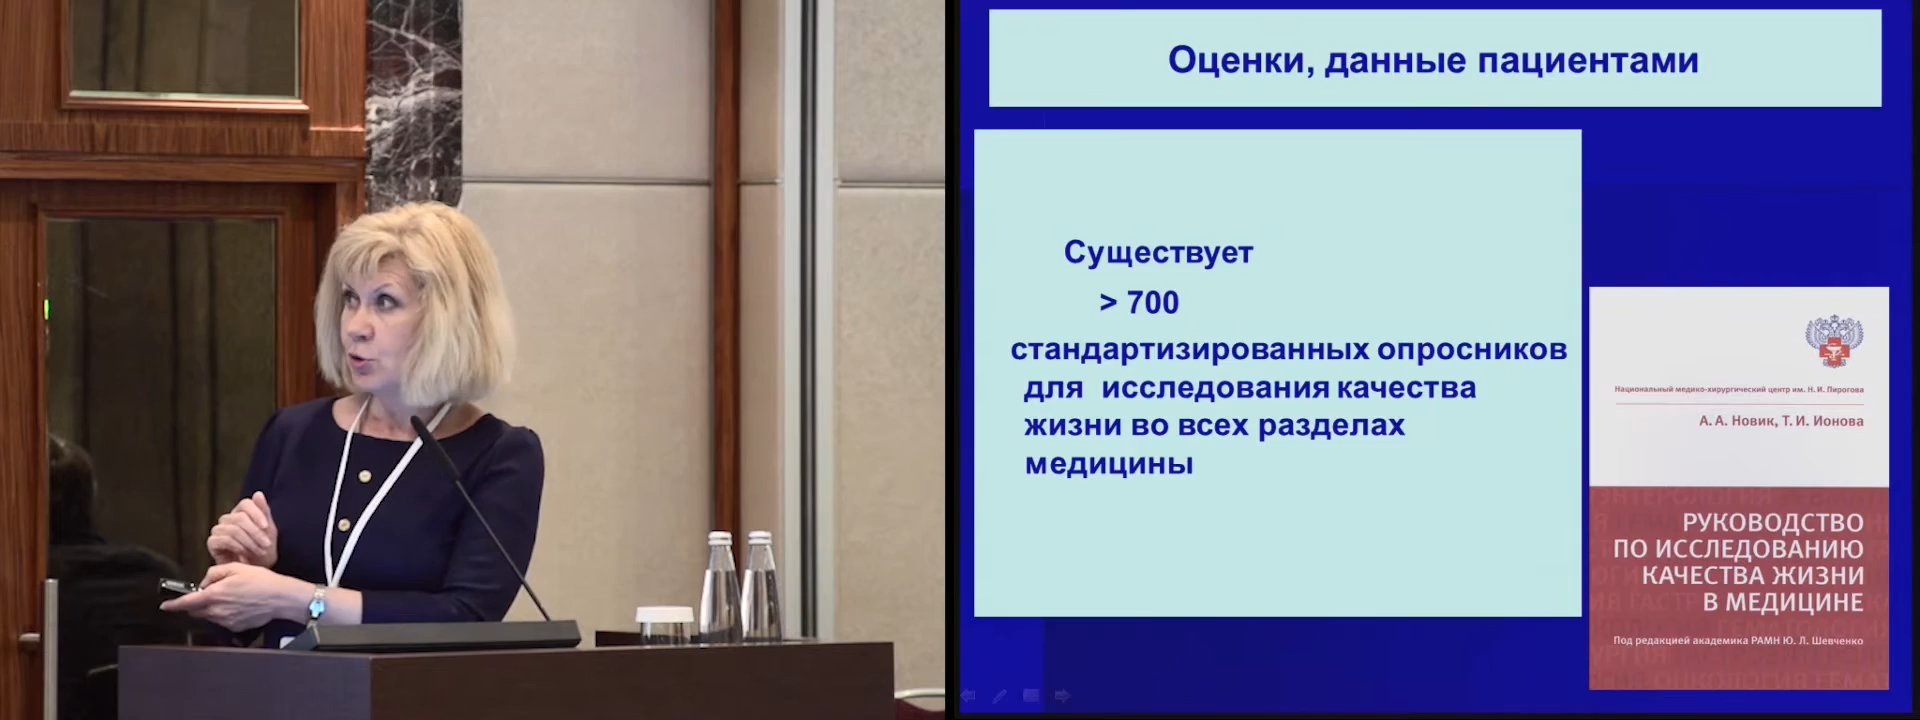 Оценки, данные пациентами
Существует
> 700
стандартизированных опросников
для исследования качества
жизни во всех разделах
медицины
Национальный медико-хирургический центр им. Н. И. Пирогова
А. А. Новик, Т. И. Ионова
РУКОВОДСТВО
ПО ИССЛЕДОВАНИЮ
КАЧЕСТВА ЖИЗНИ
В МЕДИЦИНЕ
Под редакцией академика РАМН Ю. Л. Шевченко